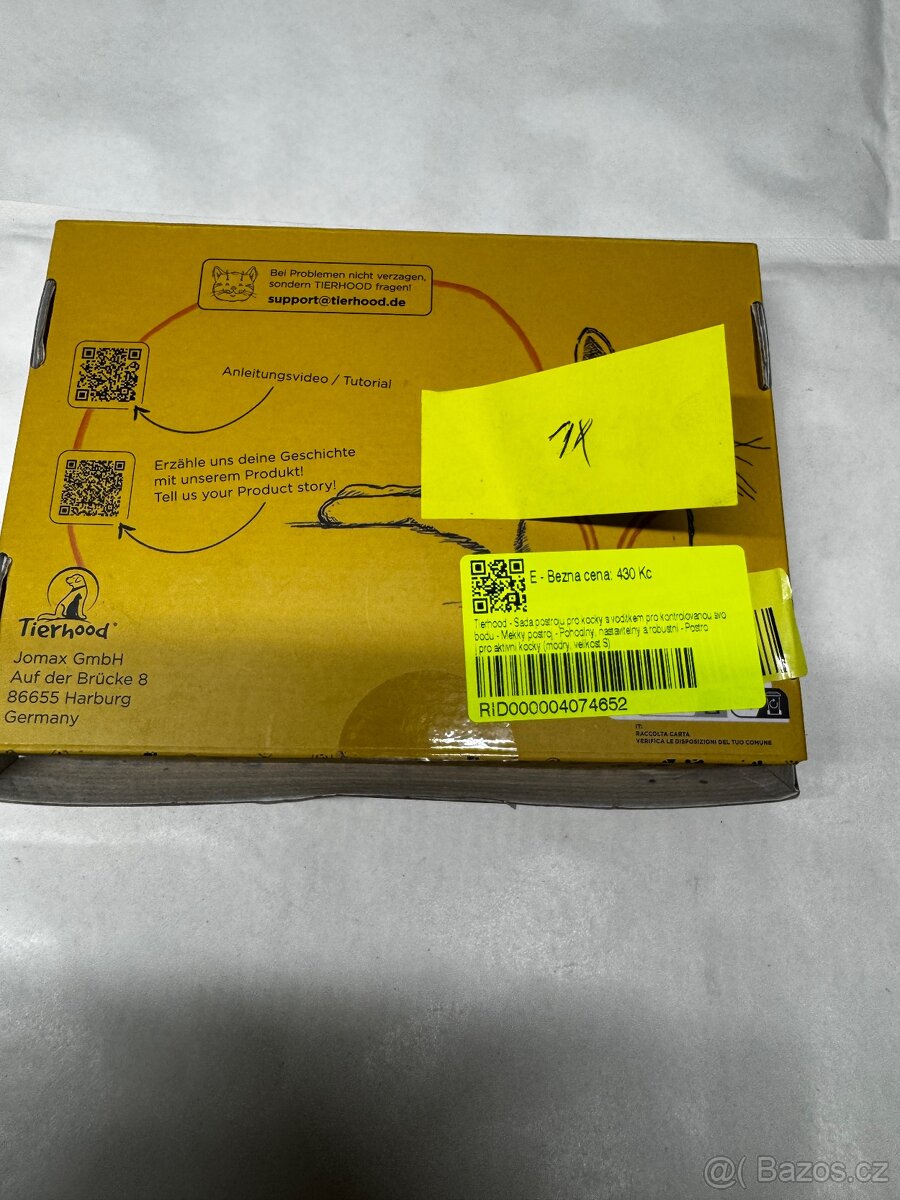 Bei Problemen nicht verzagen,
sondern TIERHOOD fragen!
support@tierhood.de
Anleitungsvideo / Tutorial
Erzähle uns deine Geschichte
mit unserem Produkt!
Tell us your Product story!
1X
E - Bezna cena: 430 Kc
Tierhood - Sada postroju pro kocky s voditkem pro kontrolovanou svo
bodu - Mekky postroj - Pohodlny, nastavitelny a robustni - Postro
j pro aktivni kocky (modry, velikost S)
RID000004074652
Tierhood®
Jomax GmbH
Auf der Brücke 8
86655 Harburg
Germany
IT:
RACCOLTA CARTA
VERIFICA LE DISPOSIZIONI DEL TUO COMUNE
@( Bazos.cz